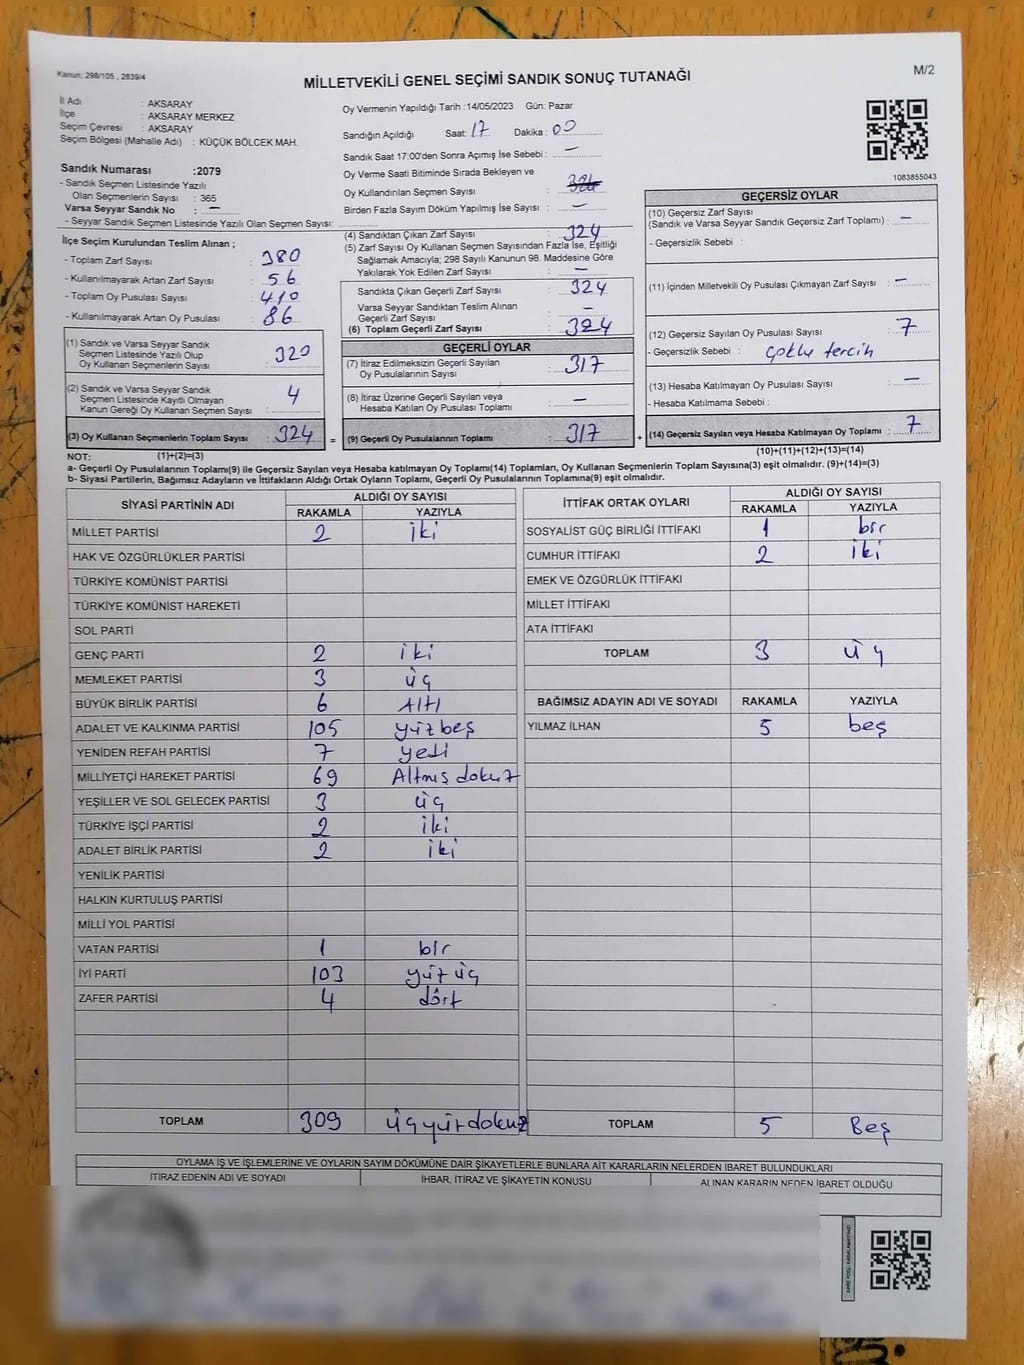 Kanun: 298/105 , 2839/4
MİLLETVEKİLİ GENEL SEÇİMİ SANDIK SONUÇ TUTANAĞI
M/2
İl Adı : AKSARAY
İlçe : AKSARAY MERKEZ
Seçim Çevresi : AKSARAY
Seçim Bölgesi (Mahalle Adı) : KÜÇÜK BÖLCEK MAH.
Sandık Numarası :2079
- Sandık Seçmen Listesinde Yazılı
Olan Seçmenlerin Sayısı : 365
Varsa Seyyar Sandık No : –
- Seyyar Sandık Seçmen Listesinde Yazılı Olan Seçmen Sayısı:
İlçe Seçim Kurulundan Teslim Alınan ;
- Toplam Zarf Sayısı : 380
- Kullanılmayarak Artan Zarf Sayısı : 56
- Toplam Oy Pusulası Sayısı : 410
- Kullanılmayarak Artan Oy Pusulası : 86
(1) Sandık ve Varsa Seyyar Sandık
Seçmen Listesinde Yazılı Olup
Oy Kullanan Seçmenlerin Sayısı : 320
(2) Sandık ve Varsa Seyyar Sandık
Seçmen Listesinde Kayıtlı Olmayan
Kanun Gereği Oy Kullanan Seçmen Sayısı : 4
(3) Oy Kullanan Seçmenlerin Toplam Sayısı : 324 =
Oy Vermenin Yapıldığı Tarih :14/05/2023 Gün: Pazar
Sandığın Açıldığı Saat: 17 Dakika : 00
Sandık Saat 17:00'den Sonra Açımış İse Sebebi : –
Oy Verme Saati Bitiminde Sırada Bekleyen ve
Oy Kullandırılan Seçmen Sayısı : 324
Birden Fazla Sayım Döküm Yapılmış İse Sayısı : –
(4) Sandıktan Çıkan Zarf Sayısı : 324
(5) Zarf Sayısı Oy Kullanan Seçmen Sayısından Fazla İse, Eşitliği
Sağlamak Amacıyla; 298 Sayılı Kanunun 98. Maddesine Göre
Yakılarak Yok Edilen Zarf Sayısı : –
Sandıkta Çıkan Geçerli Zarf Sayısı : 324
Varsa Seyyar Sandıktan Teslim Alınan
Geçerli Zarf Sayısı : –
(6) Toplam Geçerli Zarf Sayısı : 324
GEÇERLİ OYLAR
(7) İtiraz Edilmeksizin Geçerli Sayılan
Oy Pusulalarının Sayısı : 317
(8) İtiraz Üzerine Geçerli Sayılan veya
Hesaba Katılan Oy Pusulası Toplamı : –
(9) Geçerli Oy Pusulalarının Toplamı : 317 +
1083855043
GEÇERSİZ OYLAR
(10) Geçersiz Zarf Sayısı
(Sandık ve Varsa Seyyar Sandık Geçersiz Zarf Toplamı) : –
- Geçersizlik Sebebi :
(11) İçinden Milletvekili Oy Pusulası Çıkmayan Zarf Sayısı : –
(12) Geçersiz Sayılan Oy Pusulası Sayısı : 7
- Geçersizlik Sebebi : çoklu tercih
(13) Hesaba Katılmayan Oy Pusulası Sayısı : –
- Hesaba Katılmama Sebebi :
(14) Geçersiz Sayılan veya Hesaba Katılmayan Oy Toplamı : 7
NOT: (1)+(2)=(3)
(10)+(11)+(12)+(13)=(14)
a- Geçerli Oy Pusulalarının Toplamı(9) ile Geçersiz Sayılan veya Hesaba katılmayan Oy Toplamı(14) Toplamları, Oy Kullanan Seçmenlerin Toplam Sayısına(3) eşit olmalıdır. (9)+(14)=(3)
b- Siyasi Partilerin, Bağımsız Adayların ve İttifakların Aldığı Ortak Oyların Toplamı, Geçerli Oy Pusulalarının Toplamına(9) eşit olmalıdır.
SİYASİ PARTİNİN ADI ALDIĞI OY SAYISI
RAKAMLA YAZIYLA
MİLLET PARTİSİ 2 iki
HAK VE ÖZGÜRLÜKLER PARTİSİ
TÜRKİYE KOMÜNİST PARTİSİ
TÜRKİYE KOMÜNİST HAREKETİ
SOL PARTİ
GENÇ PARTİ 2 iki
MEMLEKET PARTİSİ 3 üç
BÜYÜK BİRLİK PARTİSİ 6 Altı
ADALET VE KALKINMA PARTİSİ 105 yüzbeş
YENİDEN REFAH PARTİSİ 7 yedi
MİLLİYETÇİ HAREKET PARTİSİ 69 Altmış dokuz
YEŞİLLER VE SOL GELECEK PARTİSİ 3 üç
TÜRKİYE İŞÇİ PARTİSİ 2 iki
ADALET BİRLİK PARTİSİ 2 iki
YENİLİK PARTİSİ
HALKIN KURTULUŞ PARTİSİ
MİLLİ YOL PARTİSİ
VATAN PARTİSİ 1 bir
İYİ PARTİ 103 yüz üç
ZAFER PARTİSİ 4 dört
TOPLAM 309 üçyüzdokuz
İTTİFAK ORTAK OYLARI ALDIĞI OY SAYISI
RAKAMLA YAZIYLA
SOSYALİST GÜÇ BİRLİĞİ İTTİFAKI 1 bir
CUMHUR İTTİFAKI 2 iki
EMEK VE ÖZGÜRLÜK İTTİFAKI
MİLLET İTTİFAKI
ATA İTTİFAKI
TOPLAM 3 üç
BAĞIMSIZ ADAYIN ADI VE SOYADI RAKAMLA YAZIYLA
YILMAZ İLHAN 5 beş
TOPLAM 5 Beş
OYLAMA İŞ VE İŞLEMLERİNE VE OYLARIN SAYIM DÖKÜMÜNE DAİR ŞİKAYETLERLE BUNLARA AİT KARARLARIN NELERDEN İBARET BULUNDUKLARI
İTİRAZ EDENİN ADI VE SOYADI İHBAR, İTİRAZ VE ŞİKAYETİN KONUSU ALINAN KARARIN NEDEN İBARET OLDUĞU